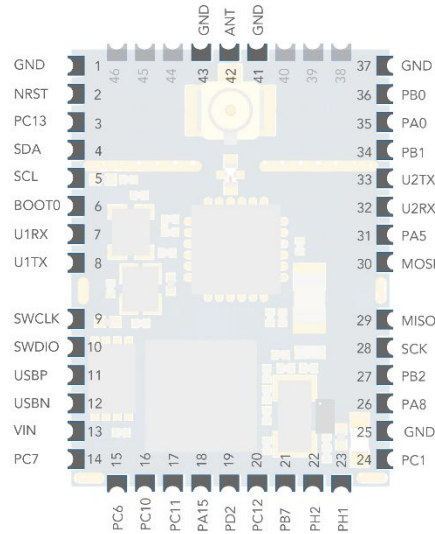 GND ANT GND
46 45 44 43 42 41 40 39 38
GND 1 37 GND
NRST 2 36 PB0
PC13 3 35 PA0
SDA 4 34 PB1
SCL 5 33 U2TX
BOOT0 6 32 U2RX
U1RX 7 31 PA5
U1TX 8 30 MOSI
SWCLK 9 29 MISO
SWDIO 10 28 SCK
USBP 11 27 PB2
USBN 12 26 PA8
VIN 13 25 GND
PC7 14 24 PC1
15 16 17 18 19 20 21 22 23
PC6 PC10 PC11 PA15 PD2 PC12 PB7 PH2 PH1